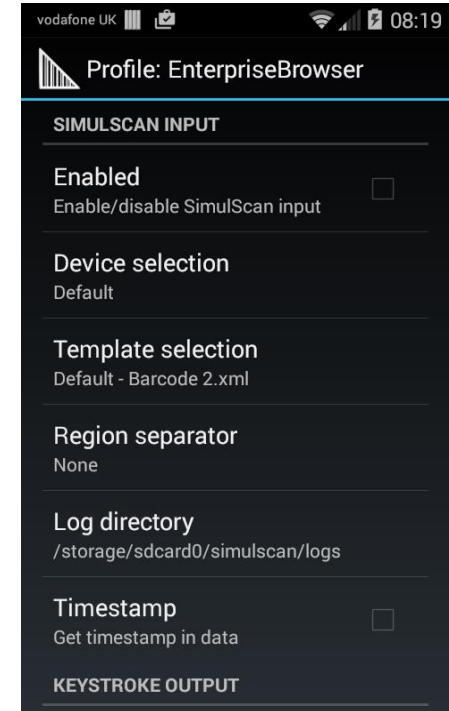 vodafone UK 08:19
Profile: EnterpriseBrowser
SIMULSCAN INPUT
Enabled
Enable/disable SimulScan input
Device selection
Default
Template selection
Default - Barcode 2.xml
Region separator
None
Log directory
/storage/sdcard0/simulscan/logs
Timestamp
Get timestamp in data
KEYSTROKE OUTPUT